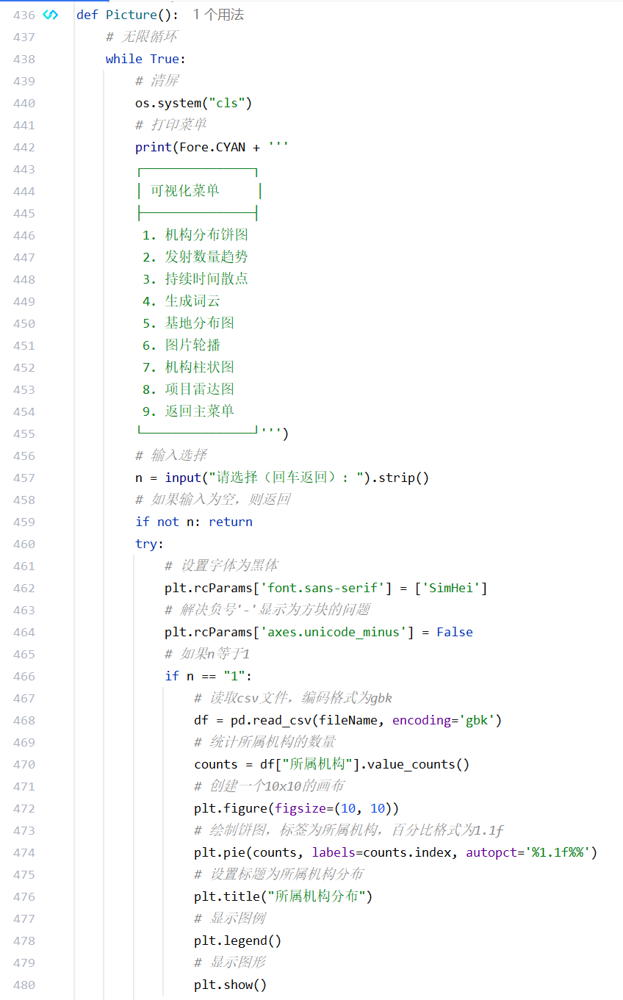 436 def Picture(): 1 个用法
437 # 无限循环
438 while True:
439 # 清屏
440 os.system("cls")
441 # 打印菜单
442 print(Fore.CYAN + '''
443 ┌────────────────┐
444 │ 可视化菜单 │
445 ├────────────────┤
446 1. 机构分布饼图
447 2. 发射数量趋势
448 3. 持续时间散点
449 4. 生成词云
450 5. 基地分布图
451 6. 图片轮播
452 7. 机构柱状图
453 8. 项目雷达图
454 9. 返回主菜单
455 └────────────────┘''')
456 # 输入选择
457 n = input("请选择（回车返回）: ").strip()
458 # 如果输入为空，则返回
459 if not n: return
460 try:
461 # 设置字体为黑体
462 plt.rcParams['font.sans-serif'] = ['SimHei']
463 # 解决负号'-'显示为方块的问题
464 plt.rcParams['axes.unicode_minus'] = False
465 # 如果n等于1
466 if n == "1":
467 # 读取csv文件，编码格式为gbk
468 df = pd.read_csv(fileName, encoding='gbk')
469 # 统计所属机构的数量
470 counts = df["所属机构"].value_counts()
471 # 创建一个10x10的画布
472 plt.figure(figsize=(10, 10))
473 # 绘制饼图，标签为所属机构，百分比格式为1.1f
474 plt.pie(counts, labels=counts.index, autopct='%1.1f%%')
475 # 设置标题为所属机构分布
476 plt.title("所属机构分布")
477 # 显示图例
478 plt.legend()
479 # 显示图形
480 plt.show()